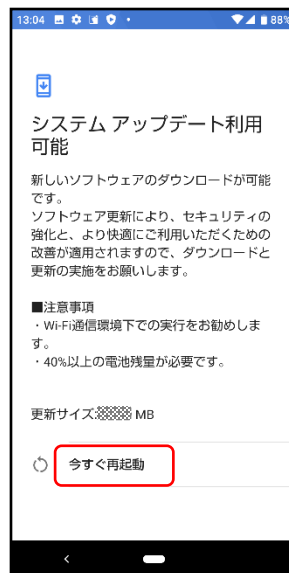 13:04 88%
システム アップデート利用
可能
新しいソフトウェアのダウンロードが可能
です。
ソフトウェア更新により、セキュリティの
強化と、より快適にご利用いただくための
改善が適用されますので、ダウンロードと
更新の実施をお願いします。
■注意事項
・Wi-Fi通信環境下での実行をお勧めしま
す。
・40%以上の電池残量が必要です。
更新サイズ: MB
今すぐ再起動